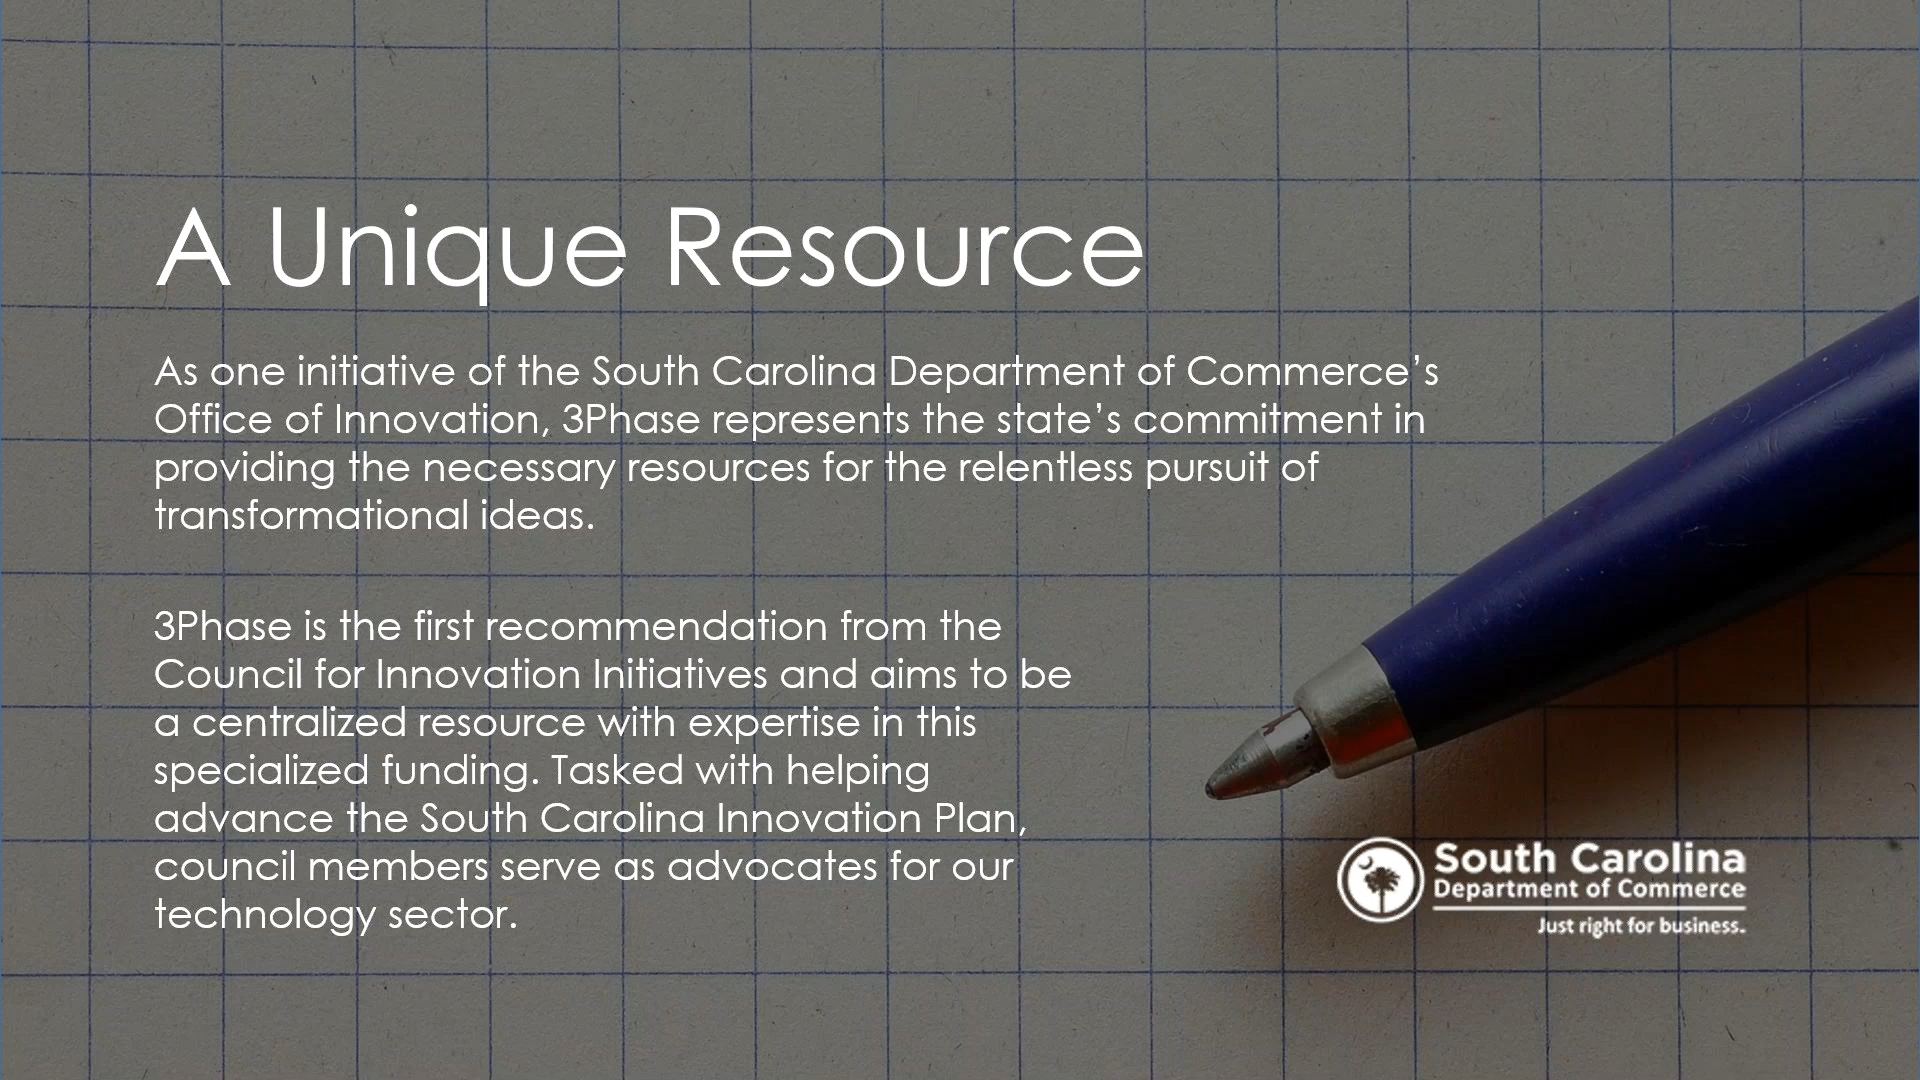 A Unique Resource
As one initiative of the South Carolina Department of Commerce’s
Office of Innovation, 3Phase represents the state’s commitment in
providing the necessary resources for the relentless pursuit of
transformational ideas.
3Phase is the first recommendation from the
Council for Innovation Initiatives and aims to be
a centralized resource with expertise in this
specialized funding. Tasked with helping
advance the South Carolina Innovation Plan,
council members serve as advocates for our
technology sector.
South Carolina
Department of Commerce
Just right for business.